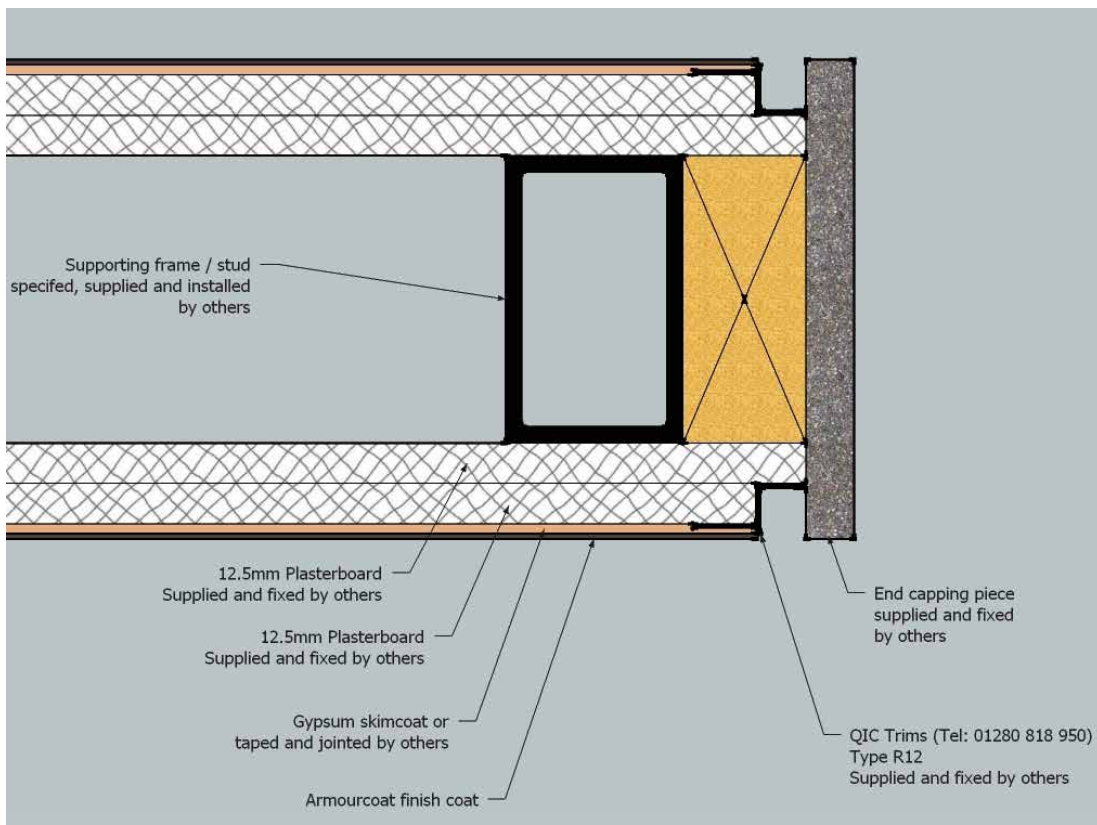 Supporting frame / stud
specifed, supplied and installed
by others
12.5mm Plasterboard
Supplied and fixed by others
12.5mm Plasterboard
Supplied and fixed by others
Gypsum skimcoat or
taped and jointed by others
Armourcoat finish coat
End capping piece
supplied and fixed
by others
QIC Trims (Tel: 01280 818 950)
Type R12
Supplied and fixed by others